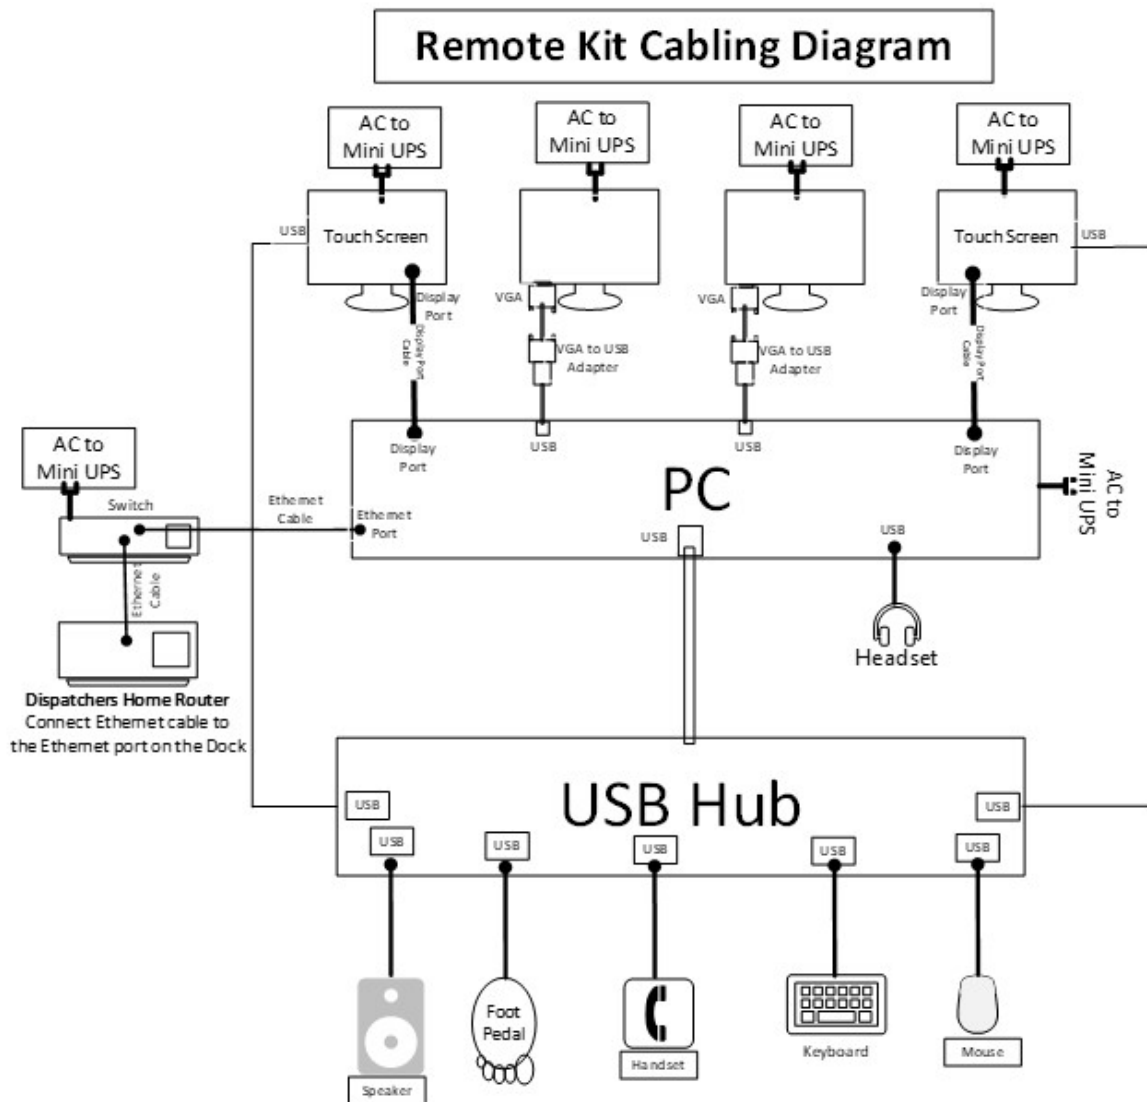 Remote Kit Cabling Diagram
AC to
Mini UPS
AC to
Mini UPS
AC to
Mini UPS
AC to
Mini UPS
USB
Touch Screen
Touch Screen
USB
Display
Port
VGA
VGA
Display
Port
Display Port
Cable
VGA to USB
Adapter
VGA to USB
Adapter
Display Port
Cable
AC to
Mini UPS
Display
Port
USB
USB
Display
Port
PC
AC to
Mini UPS
Switch
Ethernet
Cable
Ethernet
Port
USB
USB
Ethernet
Cable
Headset
Dispatchers Home Router
Connect Ethernet cable to
the Ethernet port on the Dock
USB Hub
USB
USB
USB
USB
USB
USB
USB
Foot
Pedal
Speaker
Handset
Keyboard
Mouse